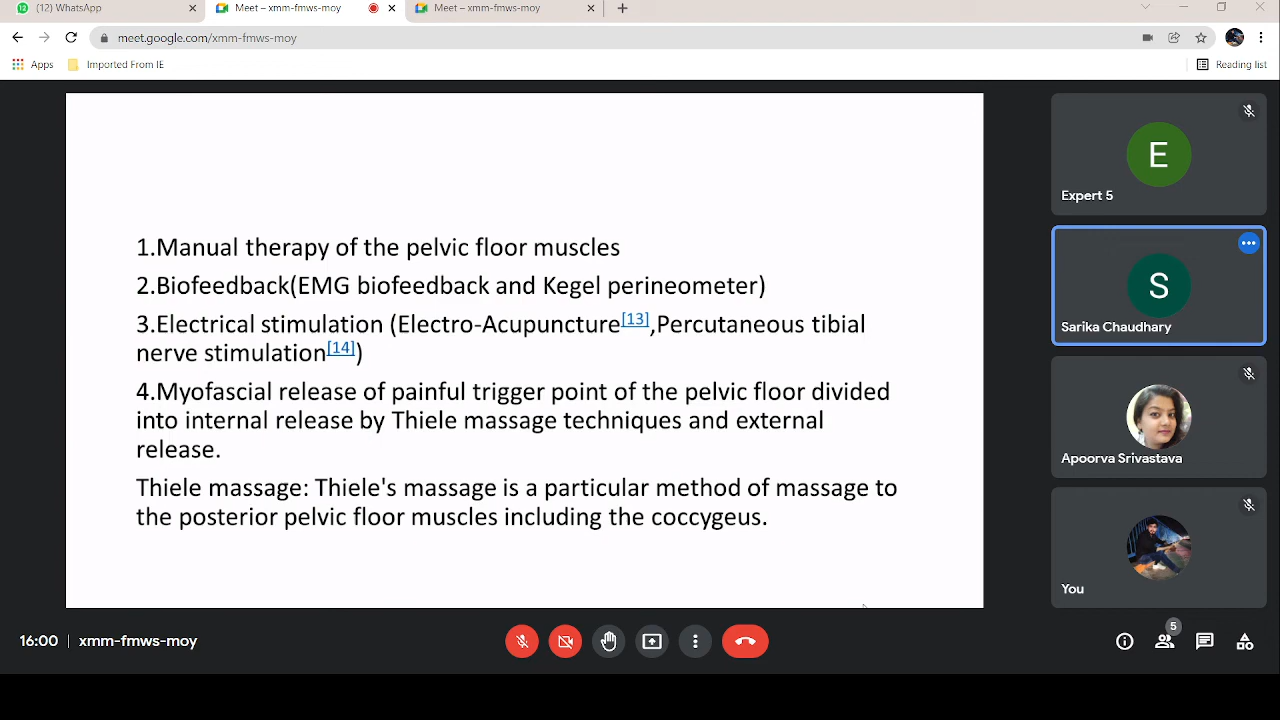 (12) WhatsApp
Meet – xmm-fmws-moy
Meet – xmm-fmws-moy
meet.google.com/xmm-fmws-moy
Apps
Imported From IE
Reading list
1.Manual therapy of the pelvic floor muscles
2.Biofeedback(EMG biofeedback and Kegel perineometer)
3.Electrical stimulation (Electro-Acupuncture[13],Percutaneous tibial
nerve stimulation[14])
4.Myofascial release of painful trigger point of the pelvic floor divided
into internal release by Thiele massage techniques and external
release.
Thiele massage: Thiele's massage is a particular method of massage to
the posterior pelvic floor muscles including the coccygeus.
E
Expert 5
S
Sarika Chaudhary
Apoorva Srivastava
You
16:00 | xmm-fmws-moy
5